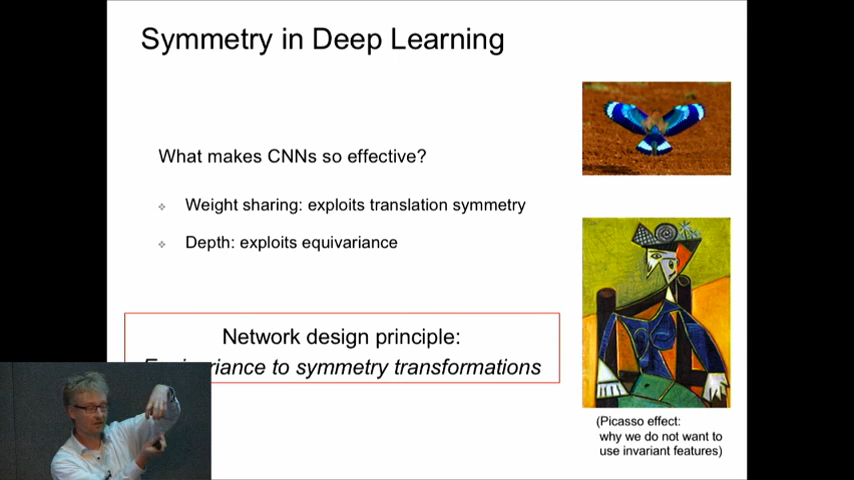 Symmetry in Deep Learning
What makes CNNs so effective?
Weight sharing: exploits translation symmetry
Depth: exploits equivariance
Network design principle:
to symmetry transformations
(Picasso effect:
why we do not want to
use invariant features)